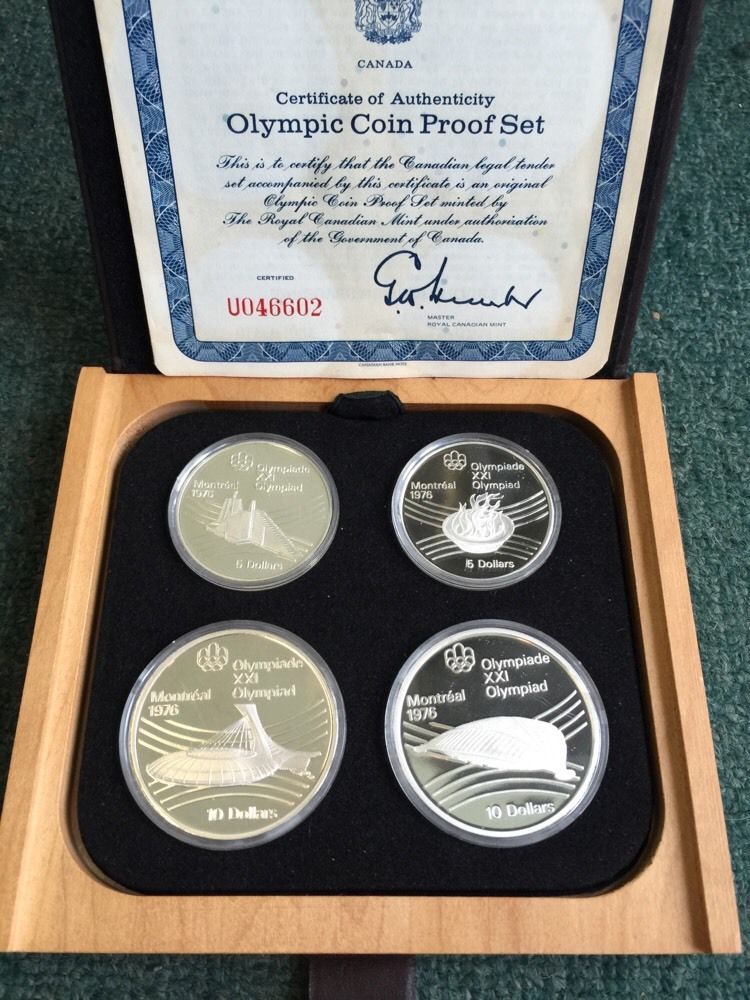 CANADA
Certificate of Authenticity
Olympic Coin Proof Set
This is to certify that the Canadian legal tender
set accompanied by this certificate is an original
Olympic Coin Proof Set minted by
The Royal Canadian Mint under authorization
of the Government of Canada.
CERTIFIED
U046602
MASTER
ROYAL CANADIAN MINT
CANADIAN BANK NOTE
Olympiade
XXI
Montréal Olympiad
1976
5 Dollars
Olympiade
XXI
Montréal Olympiad
1976
5 Dollars
Olympiade
XXI
Montréal Olympiad
1976
10 Dollars
Olympiade
XXI
Montréal Olympiad
1976
10 Dollars